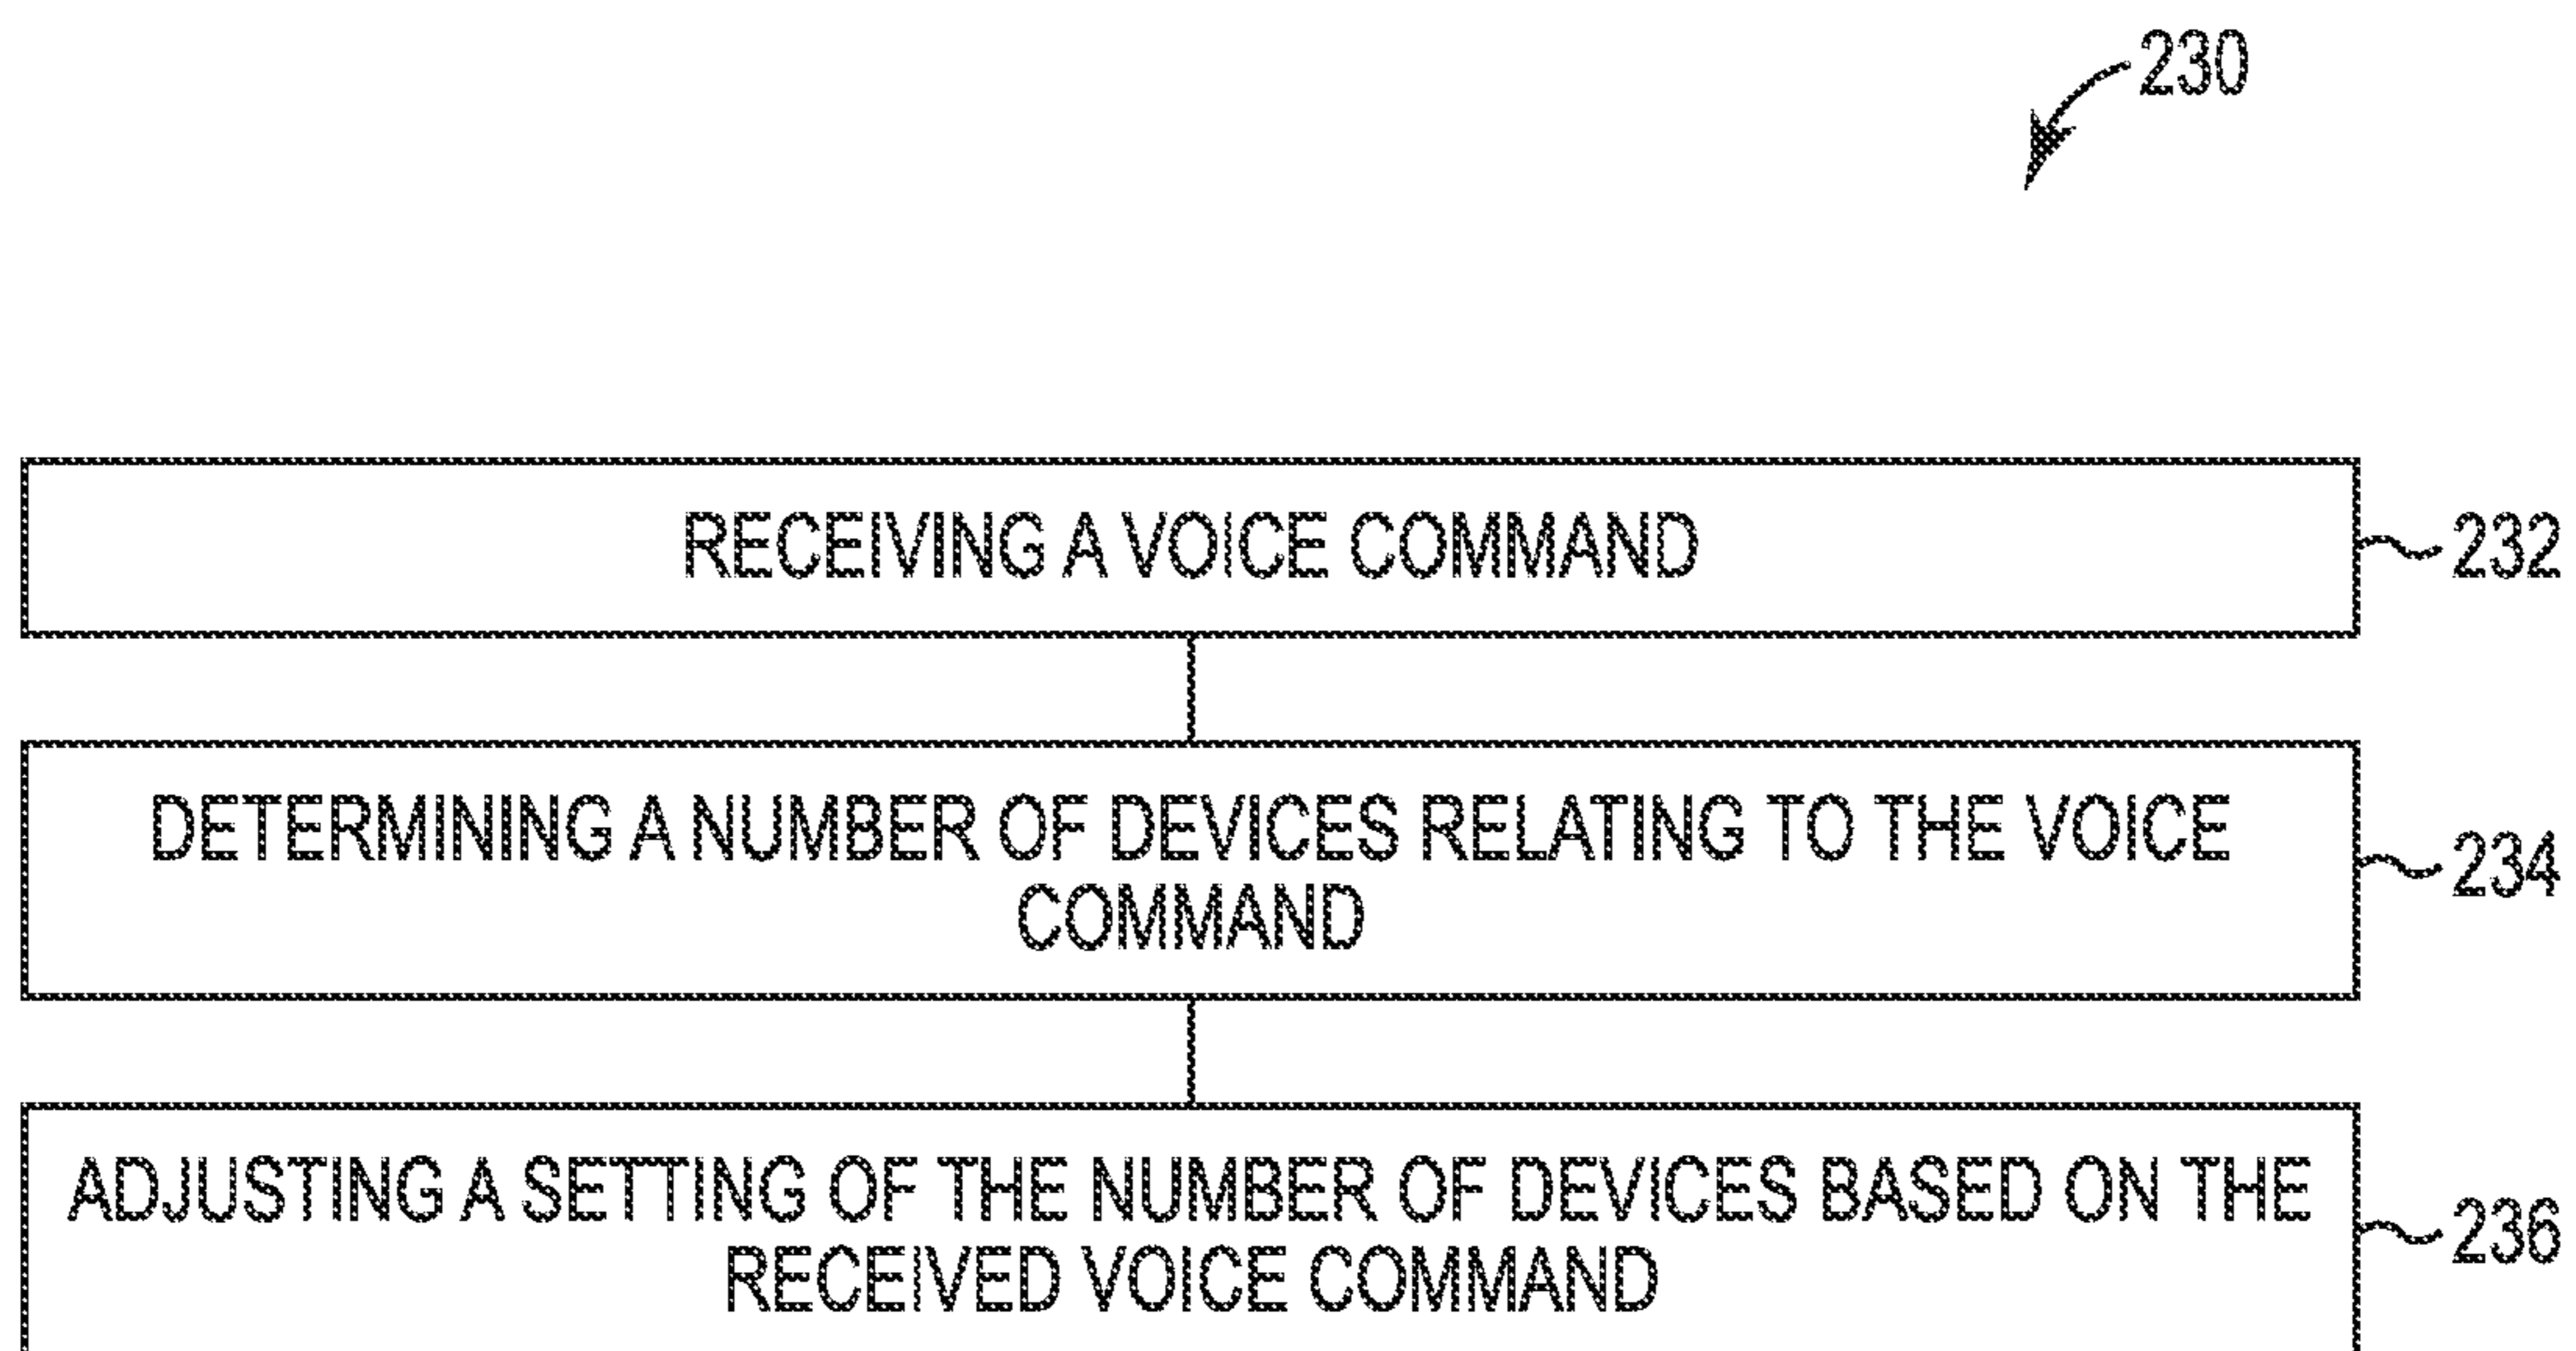 230
RECEIVING A VOICE COMMAND
232
DETERMINING A NUMBER OF DEVICES RELATING TO THE VOICE
COMMAND
234
ADJUSTING A SETTING OF THE NUMBER OF DEVICES BASED ON THE
RECEIVED VOICE COMMAND
236